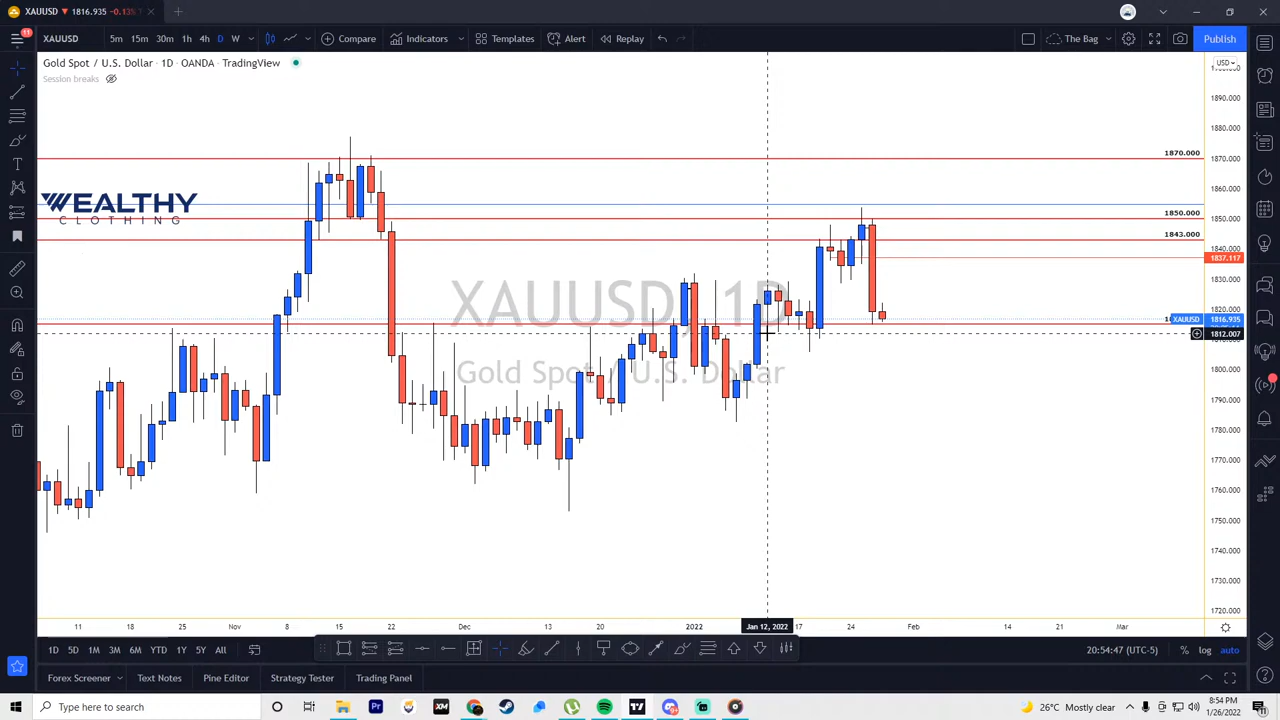 XAUUSD ▼ 1816.935 -0.13%
11
XAUUSD 5m 15m 30m 1h 4h D W Compare Indicators Templates Alert Replay The Bag Publish
Gold Spot / U.S. Dollar · 1D · OANDA · TradingView
Session breaks
USD
1890.000
1880.000
1870.000 1870.000
1860.000
WEALTHY
CLOTHING
1850.000 1850.000
1843.000
1840.000
1837.117
1830.000
XAUUSD, 1D
1820.000
XAUUSD 1816.935
1812.007
1800.000
Gold Spot / U.S. Dollar
1790.000
1780.000
1770.000
1760.000
1750.000
1740.000
1730.000
1720.000
11 18 25 Nov 8 15 22 Dec 13 20 2022 Jan 12, 2022 17 24 Feb 14 21 Mar
1D 5D 1M 3M 6M YTD 1Y 5Y All 20:54:47 (UTC-5) % log auto
Forex Screener Text Notes Pine Editor Strategy Tester Trading Panel
Type here to search Pr XM 26°C Mostly clear 8:54 PM
1/26/2022